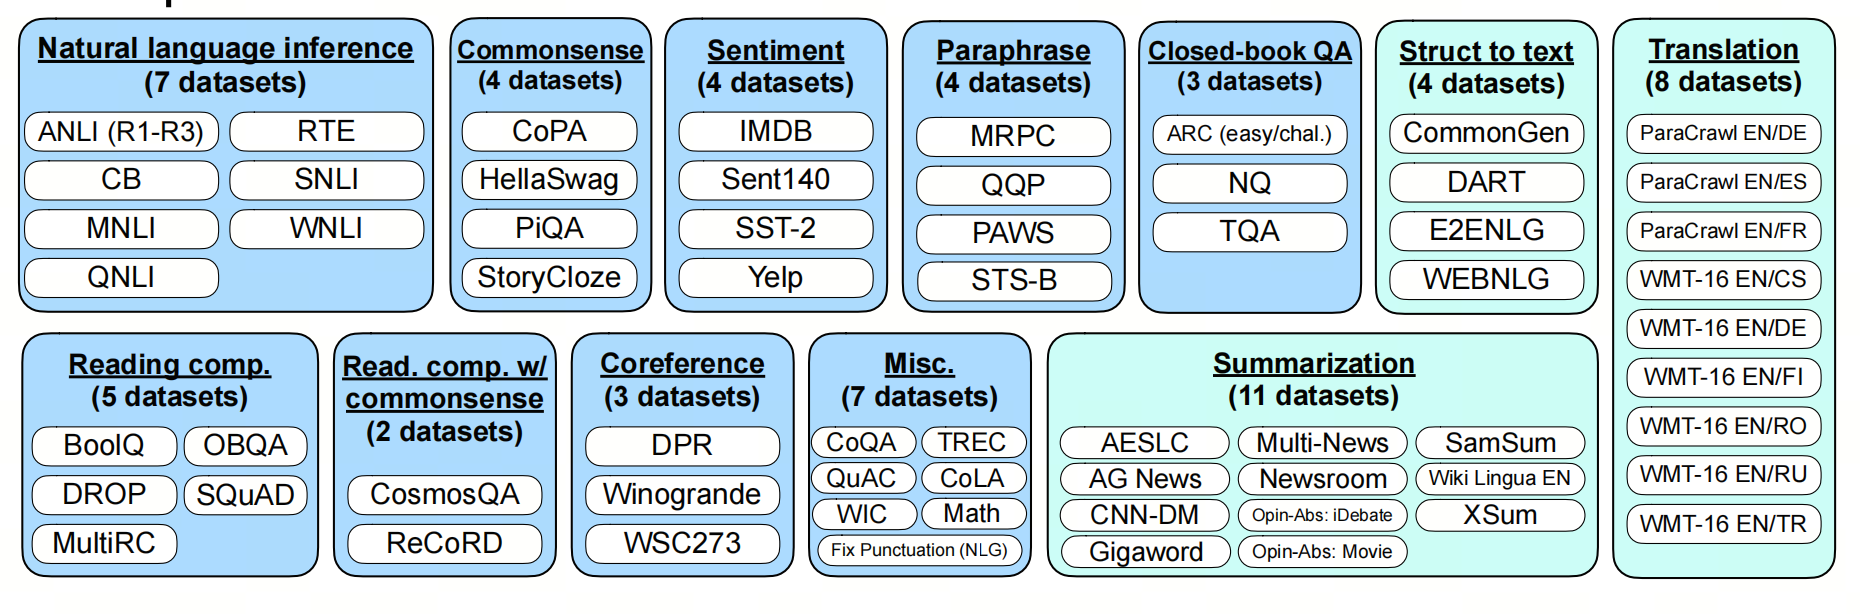 Natural language inference
(7 datasets)
ANLI (R1-R3)
RTE
CB
SNLI
MNLI
WNLI
QNLI
Commonsense
(4 datasets)
CoPA
HellaSwag
PiQA
StoryCloze
Sentiment
(4 datasets)
IMDB
Sent140
SST-2
Yelp
Paraphrase
(4 datasets)
MRPC
QQP
PAWS
STS-B
Closed-book QA
(3 datasets)
ARC (easy/chal.)
NQ
TQA
Struct to text
(4 datasets)
CommonGen
DART
E2ENLG
WEBNLG
Translation
(8 datasets)
ParaCrawl EN/DE
ParaCrawl EN/ES
ParaCrawl EN/FR
WMT-16 EN/CS
WMT-16 EN/DE
WMT-16 EN/FI
WMT-16 EN/RO
WMT-16 EN/RU
WMT-16 EN/TR
Reading comp.
(5 datasets)
BoolQ
OBQA
DROP
SQuAD
MultiRC
Read. comp. w/
commonsense
(2 datasets)
CosmosQA
ReCoRD
Coreference
(3 datasets)
DPR
Winogrande
WSC273
Misc.
(7 datasets)
CoQA
TREC
QuAC
CoLA
WIC
Math
Fix Punctuation (NLG)
Summarization
(11 datasets)
AESLC
Multi-News
SamSum
AG News
Newsroom
Wiki Lingua EN
CNN-DM
Opin-Abs: iDebate
XSum
Gigaword
Opin-Abs: Movie